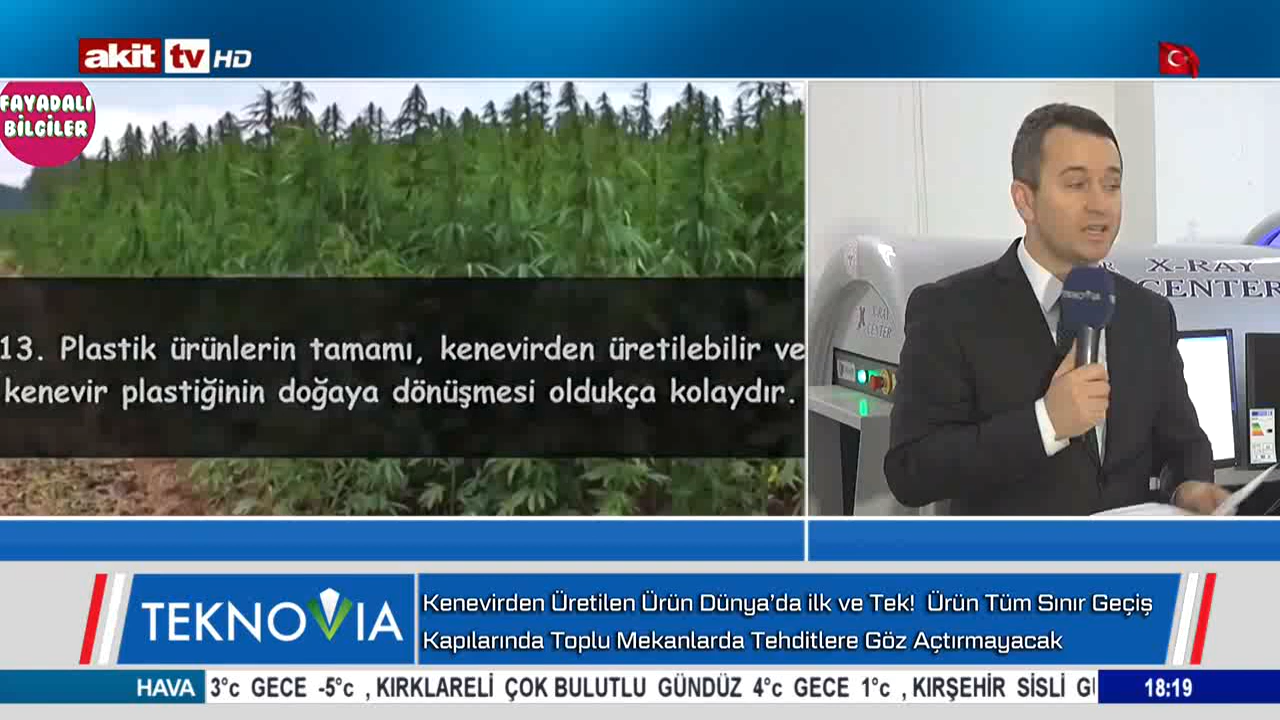 akit tv HD
FAYADALI
BİLGİLER
13. Plastik ürünlerin tamamı, kenevirden üretilebilir ve
kenevir plastiğinin doğaya dönüşmesi oldukça kolaydır.
X-RAY
CENTER
X-RAY
CENTER
TEKNOVIA
TEKNOVIA
Kenevirden Üretilen Ürün Dünya'da ilk ve Tek! Ürün Tüm Sınır Geçiş
Kapılarında Toplu Mekanlarda Tehditlere Göz Açtırmayacak
HAVA 3°c GECE -5°c , KIRKLARELİ ÇOK BULUTLU GÜNDÜZ 4°c GECE 1°c , KIRŞEHİR SİSLİ 18:19